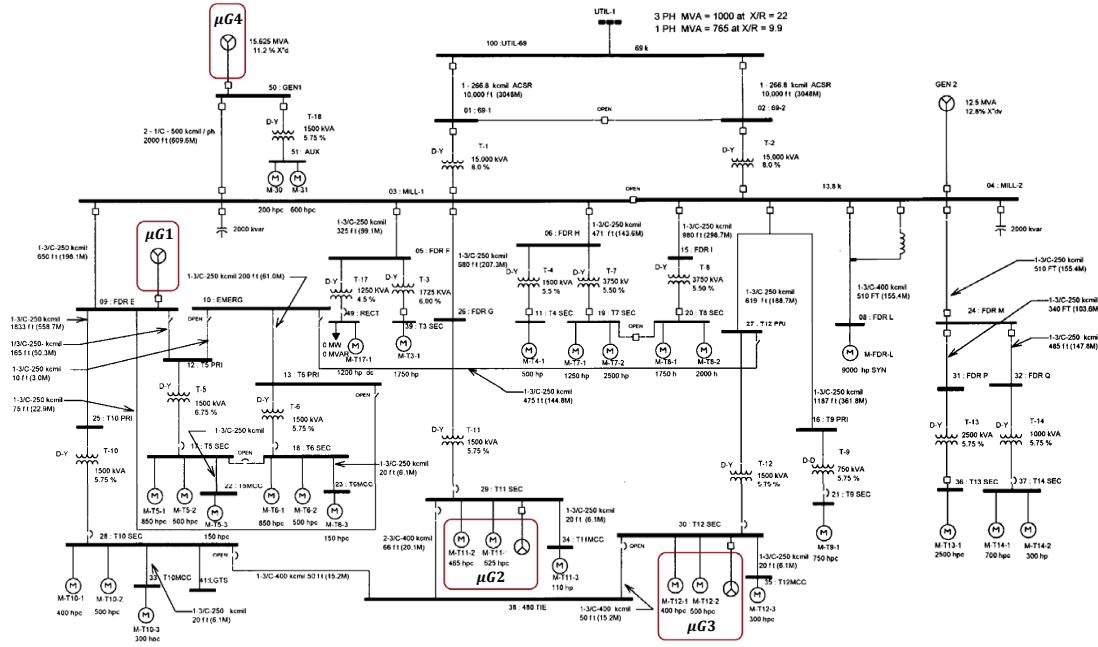 μG4
15.625 MVA
11.2 % X"d
50 : GEN1
2 - 1/C - 500 kcmil / ph
2000 ft (609.6M)
D-Y
T-18
1500 kVA
5.75 %
51 : AUX
M
M
M-30
M-31
200 hpc
600 hpc
UTIL-1
3 PH MVA = 1000 at X/R = 22
1 PH MVA = 765 at X/R = 9.9
100 :UTIL-69
69 k
1 - 266.8 kcmil ACSR
10,000 ft (3048M)
1 - 266.8 kcmil ACSR
10,000 ft (3048M)
01 : 69-1
OPEN
02 : 69-2
D-Y
T-1
15,000 kVA
8.0 %
D-Y
T-2
15,000 kVA
8.0 %
GEN 2
12.5 MVA
12.8% X"dv
03 : MILL-1
OPEN
13.8 k
04 : MILL-2
2000 kvar
2000 kvar
1-3/C-250 kcmil
650 ft (198.1M)
μG1
1-3/C-250 kcmil
325 ft (99.1M)
05 : FDR F
1-3/C-250 kcmil
680 ft (207.3M)
06 : FDR H
1-3/C-250 kcmil
471 ft (143.6M)
1-3/C-250 kcmil
980 ft (298.7M)
15 : FDR I
1-3/C-250 kcmil
619 ft (188.7M)
1-3/C-400 kcmil
510 FT (155.4M)
1-3/C-250 kcmil
510 FT (155.4M)
1-3/C-250 kcmil
340 FT (103.6M)
1-3/C-250 kcmil 200 ft (61.0M)
09 : FDR E
10 : EMERG
D-Y
T-17
1250 KVA
4.5 %
D-Y
T-3
1725 KVA
6.00 %
49 : RECT
39 : T3 SEC
0 MW
0 MVAR
M
M-T17-1
1200 hp dc
M
M-T3-1
1750 hp
26 : FDR G
D-Y
T-4
1500 kV
5.5 %
D-Y
T-7
3750 kV
5.50 %
D-Y
T-8
3750 kV
5.50 %
11 : T4 SEC
19 : T7 SEC
OPEN
20 : T8 SEC
M
M-T4-1
500 hp
M
M-T7-1
1250 hp
M
M-T7-2
2500 hp
M
M-T8-1
1750 h
M
M-T8-2
2000 h
27 : T12 PRI
08 : FDR L
M
M-FDR-L
9000 hp SYN
24 : FDR M
1-3/C-250 kcmil
485 ft (147.8M)
31 : FDR P
32 : FDR Q
1-3/C-250 kcmil
1833 ft (558.7M)
1/3/C-250- kcmil
165 ft (50.3M)
1-3/C-250 kcmil
10 ft (3.0M)
1-3/C-250 kcmil
75 ft (22.9M)
OPEN
12 : T5 PRI
13 : T6 PRI
OPEN
1-3/C-250 kcmil
475 ft (144.8M)
1-3/C-250 kcmil
1187 ft (361.8M)
16 : T9 PRI
25 : T10 PRI
D-Y
T-5
1500 kVA
6.75 %
D-Y
T-6
1500 kVA
5.75 %
D-Y
T-10
1500 kVA
5.75 %
1-3/C-250 kcmil
D-Y
T-11
1500 kVA
5.75 %
D-Y
T-12
1500 kVA
5.75 %
D-D
T-9
750 kVA
5.75 %
D-Y
T-13
2500 kVA
5.75 %
D-Y
T-14
1000 kVA
5.75 %
17 : T5 SEC
OPEN
18 : T6 SEC
1-3/C-250 kcmil
20 ft (6.1M)
22 : T5MCC
23 : T6MCC
M
M-T5-1
850 hpc
M
M-T5-2
500 hpc
M
M-T5-3
150 hpc
M
M-T6-1
850 hpc
M
M-T6-2
500 hpc
M
M-T6-3
150 hpc
21 : T9 SEC
M
M-T9-1
750 hpc
36 : T13 SEC
37 : T14 SEC
M
M-T13-1
2500 hpc
M
M-T14-1
700 hpc
M
M-T14-2
300 hp
28 : T10 SEC
OPEN
2-3/C-400 kcmil
66 ft (20.1M)
29 : T11 SEC
1-3/C-250 kcmil
20 ft (6.1M)
34 : T11MCC
M
M-T11-2
465 hpc
M
M-T11-
525 hpc
μG2
M
M-T11-3
110 hp
30 : T12 SEC
OPEN
1-3/C-250 kcmil
20 ft (6.1M)
35 : T12MCC
M
M-T12-1
400 hpc
M
M-T12-2
500 hpc
μG3
M
M-T12-3
300 hpc
33 : T10MCC
41:LGTS
1-3/C-400 kcmil 50 ft (15.2M)
M
M-T10-1
400 hpc
M
M-T10-2
500 hpc
M
M-T10-3
300 hpc
1-3/C-250 kcmil
20 ft (6.1M)
38 : 480 TIE
1-3/C-400 kcmil
50 ft (15.2M)